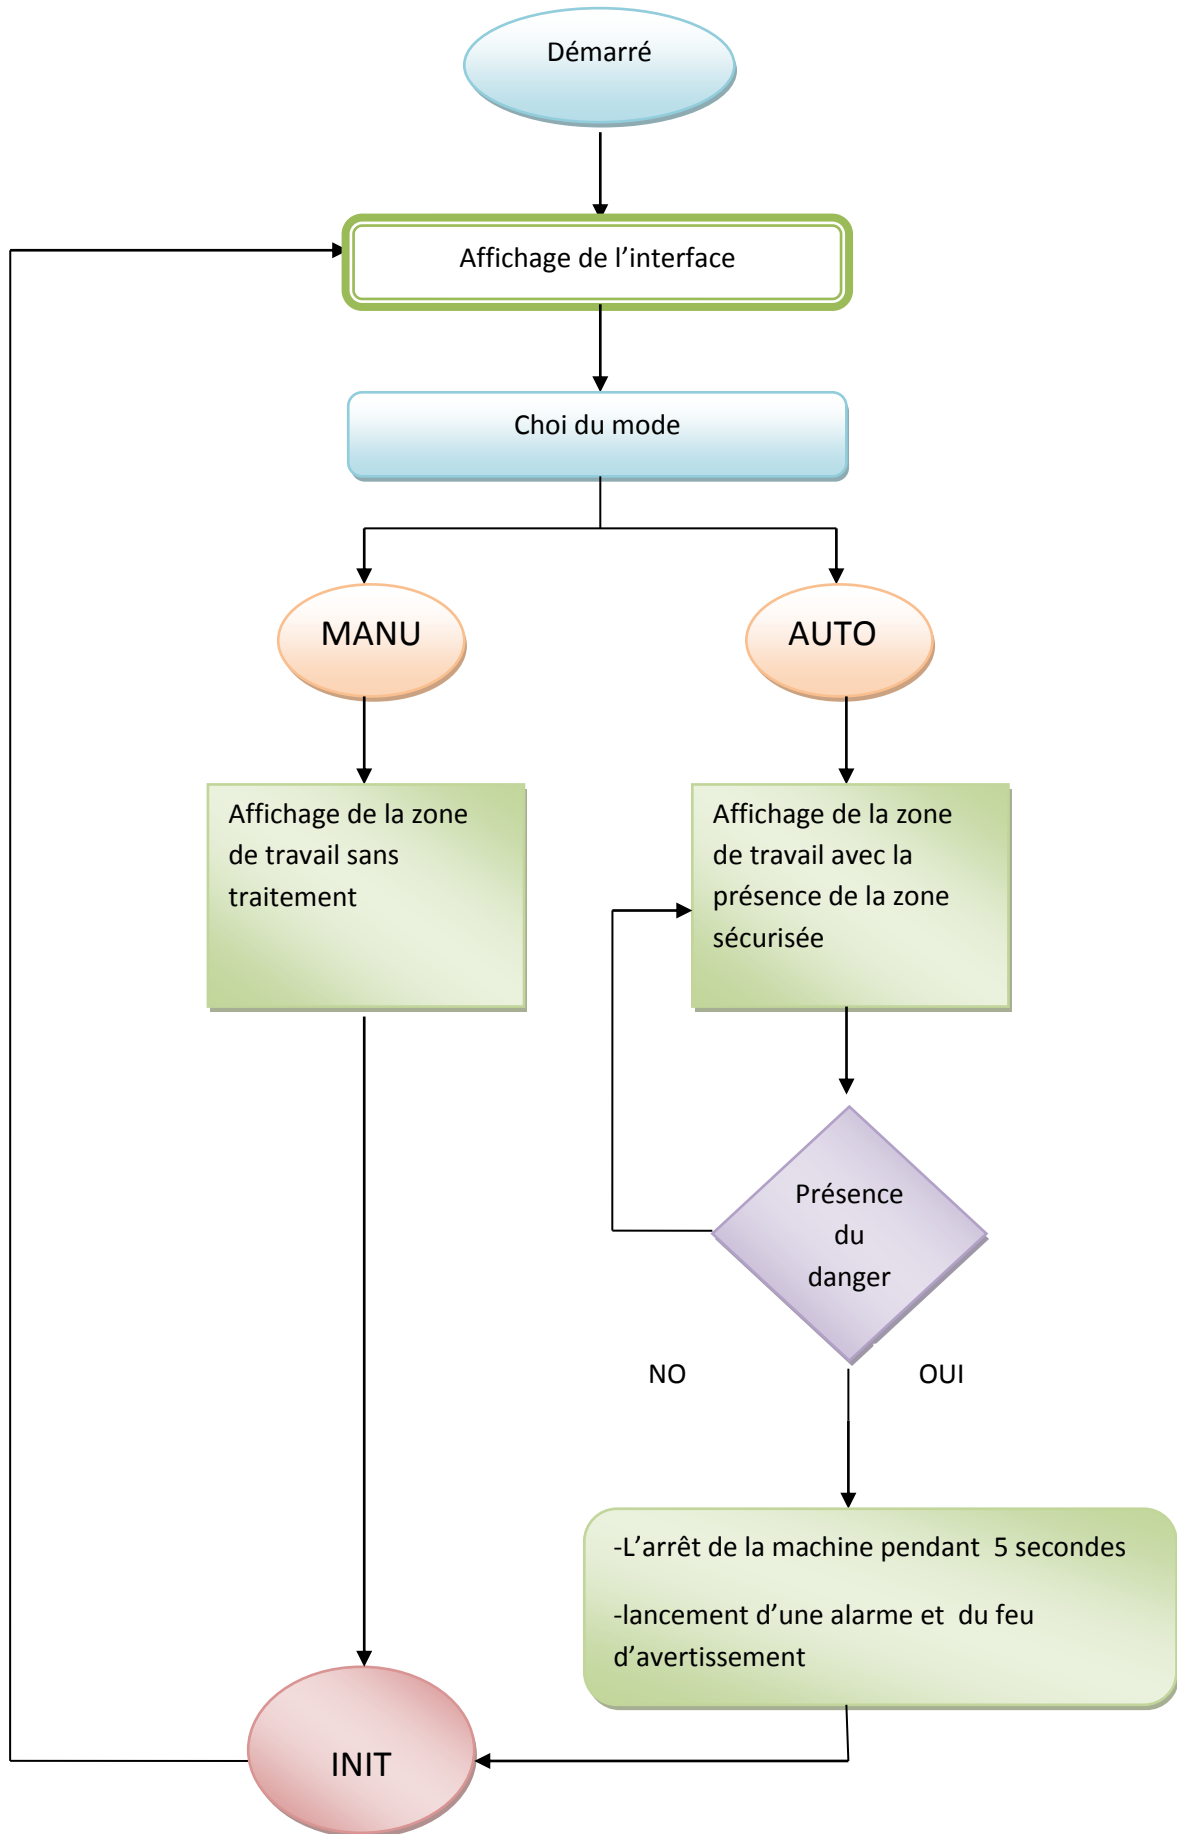 Démarré
Affichage de l’interface
Choi du mode
MANU
AUTO
Affichage de la zone
de travail sans
traitement
Affichage de la zone
de travail avec la
présence de la zone
sécurisée
Présence
du
danger
NO
OUI
-L’arrêt de la machine pendant  5 secondes
-lancement d’une alarme et  du feu
d’avertissement
INIT